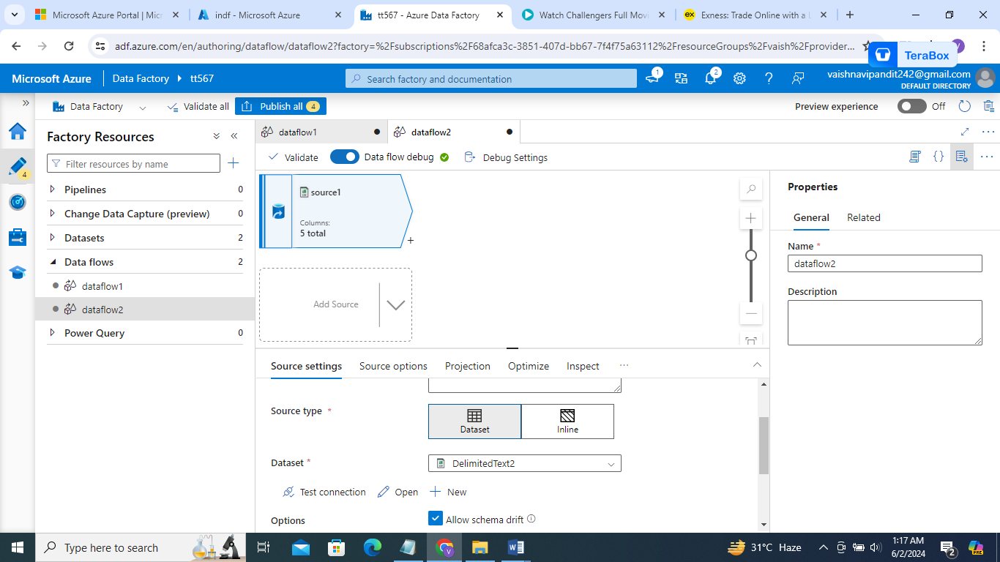 Microsoft Azure Portal | Micr
indf - Microsoft Azure
tt567 - Azure Data Factory
Watch Challengers Full Movi
Exness: Trade Online with a L
adf.azure.com/en/authoring/dataflow/dataflow2?factory=%2Fsubscriptions%2F68afca3c-3851-407d-bb67-7f4f75a63112%2FresourceGroups%2Fvaish%2Fprovider...
TeraBox
Microsoft Azure
Data Factory
tt567
Search factory and documentation
1
2
vaishnavipandit242@gmail.com
DEFAULT DIRECTORY
Data Factory
Validate all
Publish all 4
Preview experience
Off
4
Factory Resources
Filter resources by name
Pipelines 0
Change Data Capture (preview) 0
Datasets 2
Data flows 2
dataflow1
dataflow2
Power Query 0
dataflow1
dataflow2
Validate
Data flow debug
Debug Settings
source1
Columns:
5 total
Add Source
Source settings
Source options
Projection
Optimize
Inspect
Source type *
Dataset
Inline
Dataset *
DelimitedText2
Test connection
Open
New
Options
Allow schema drift
Properties
General
Related
Name *
dataflow2
Description
Type here to search
31°C Haze
1:17 AM
6/2/2024
2
PRE